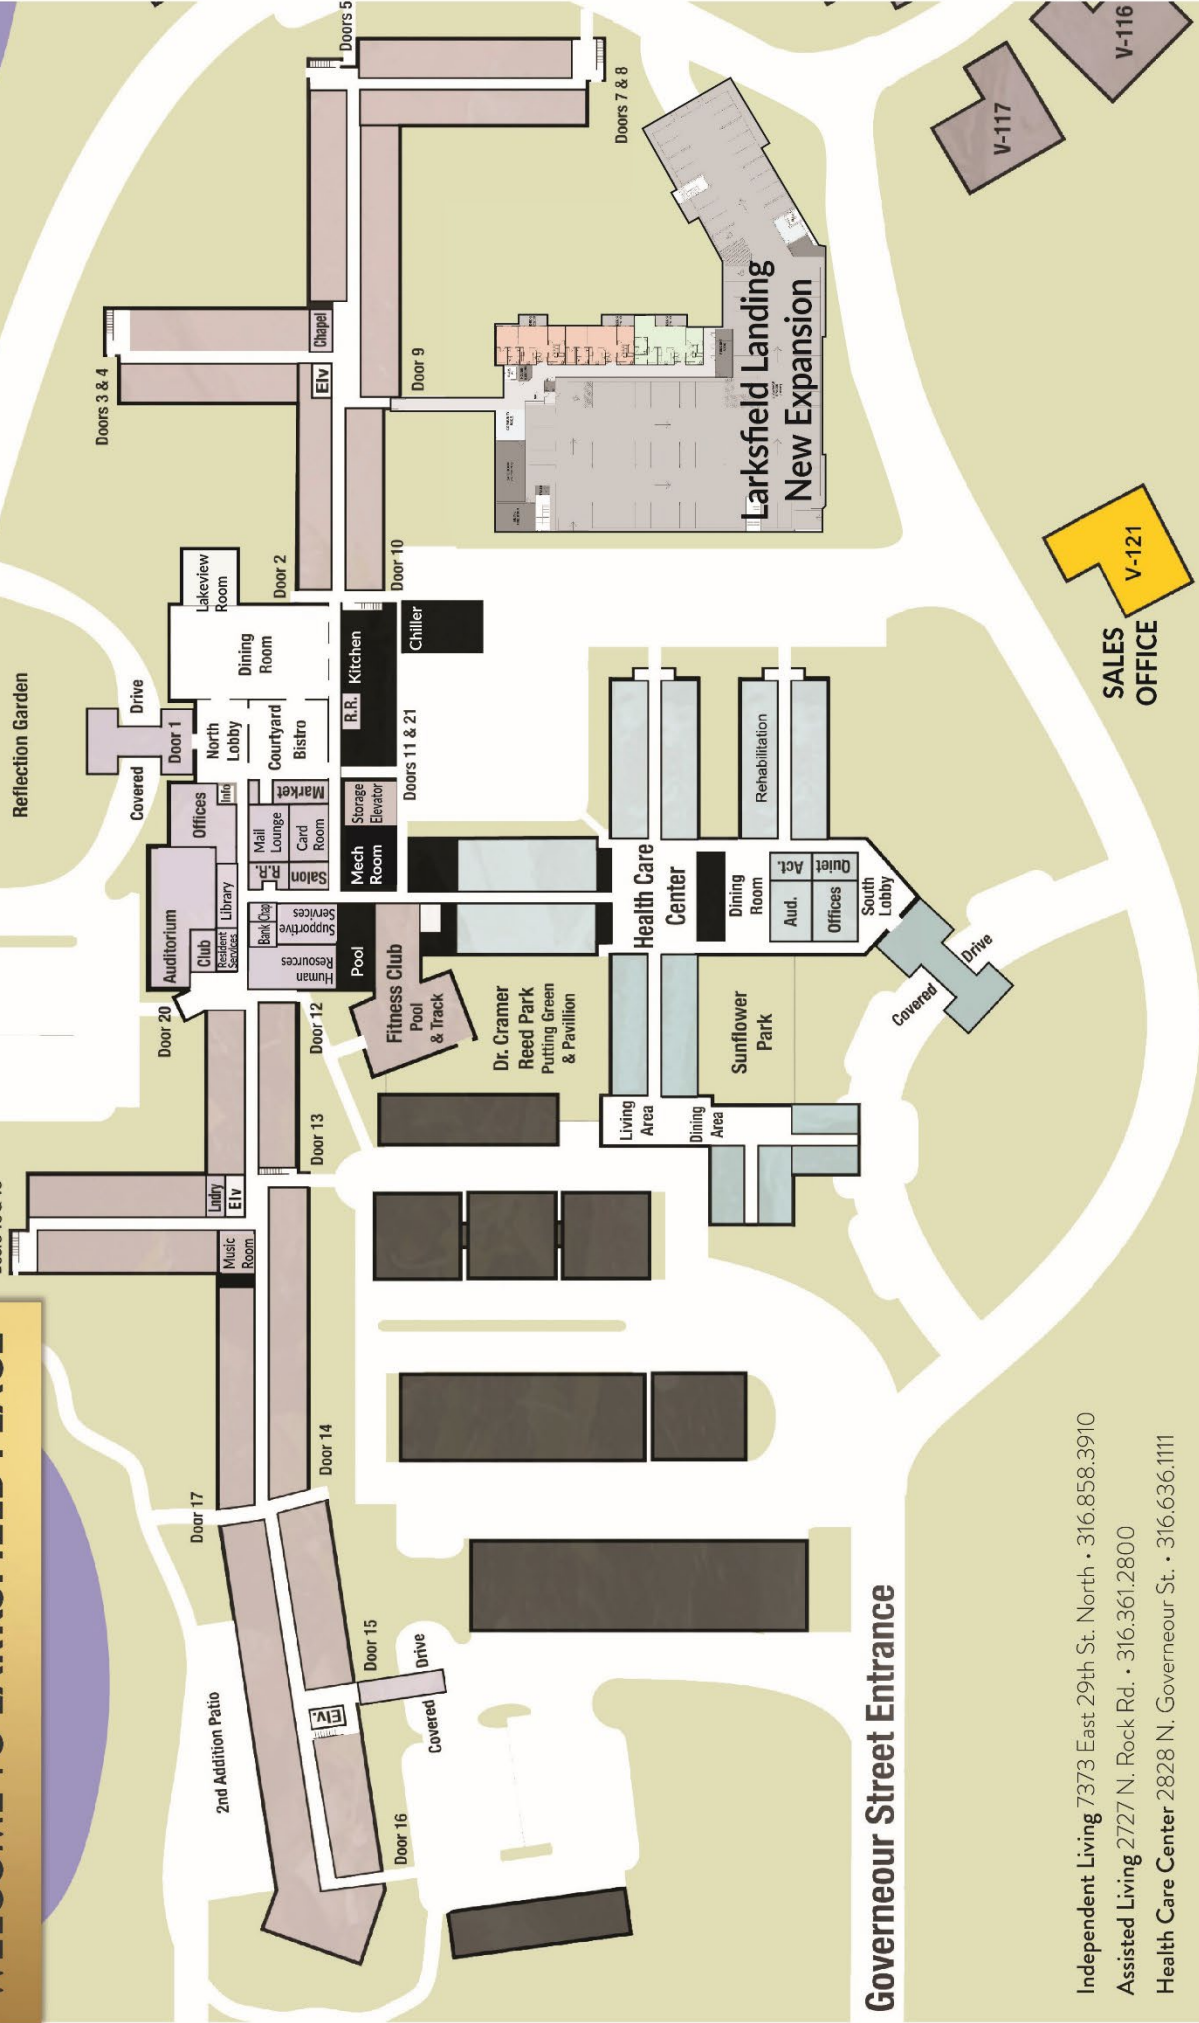 WELCOME TO LARKSFIELD PLACE
2nd Addition Patio
Door 17
Door 14
Door 15
Covered
Drive
Elv.
Door 16
Music
Room
Lndry
Elv
Door 13
Door 12
Door 20
Auditorium
Club
Resident
Services
Library
Offices
Info
Bank
Chap
Supportive
Services
Human
Resources
Pool
Fitness Club
Pool
& Track
R.R.
Salon
Mail
Lounge
Card
Room
Market
Mech
Room
Storage
Elevator
Doors 11 & 21
Reflection Garden
Covered
Drive
Door 1
North
Lobby
Courtyard
Bistro
Dining
Room
Lakeview
Room
R.R.
Kitchen
Chiller
Door 2
Door 10
Door 9
Elv
Chapel
Doors 3 & 4
Doors 5
Doors 7 & 8
Larksfield Landing
New Expansion
V-117
V-116
V-121
SALES
OFFICE
Dr. Cramer
Reed Park
Putting Green
& Pavillion
Health Care
Center
Rehabilitation
Dining
Room
Aud.
Act.
Offices
Quiet
South
Lobby
Covered
Drive
Sunflower
Park
Living
Area
Dining
Area
Governeour Street Entrance
Independent Living 7373 East 29th St. North • 316.858.3910
Assisted Living 2727 N. Rock Rd. • 316.361.2800
Health Care Center 2828 N. Governeour St. • 316.636.1111